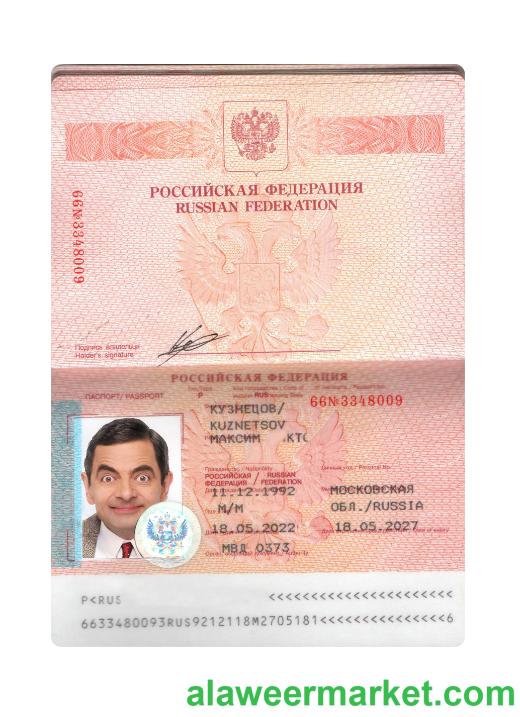 РОССИЙСКАЯ ФЕДЕРАЦИЯ
RUSSIAN FEDERATION
66№3348009
Подпись владельца
Holder's signature
РОССИЙСКАЯ ФЕДЕРАЦИЯ
ПАСПОРТ/ PASSPORT
P
RUS
66№3348009
КУЗНЕЦОВ/
KUZNETSOV
МАКСИМ .КТО
Гражданство / Nationality
РОССИЙСКАЯ / RUSSIAN
ФЕДЕРАЦИЯ / FEDERATION
11.12.1992
МОСКОВСКАЯ
М/М
ОБЛ./RUSSIA
18.05.2022
18.05.2027
МВД 0373
P<RUS <<<<<<<<<<<<<<<<<<<<<<<
6633480093RUS9212118M2705181<<<<<<<<<<<<<<6
alaweermarket.com